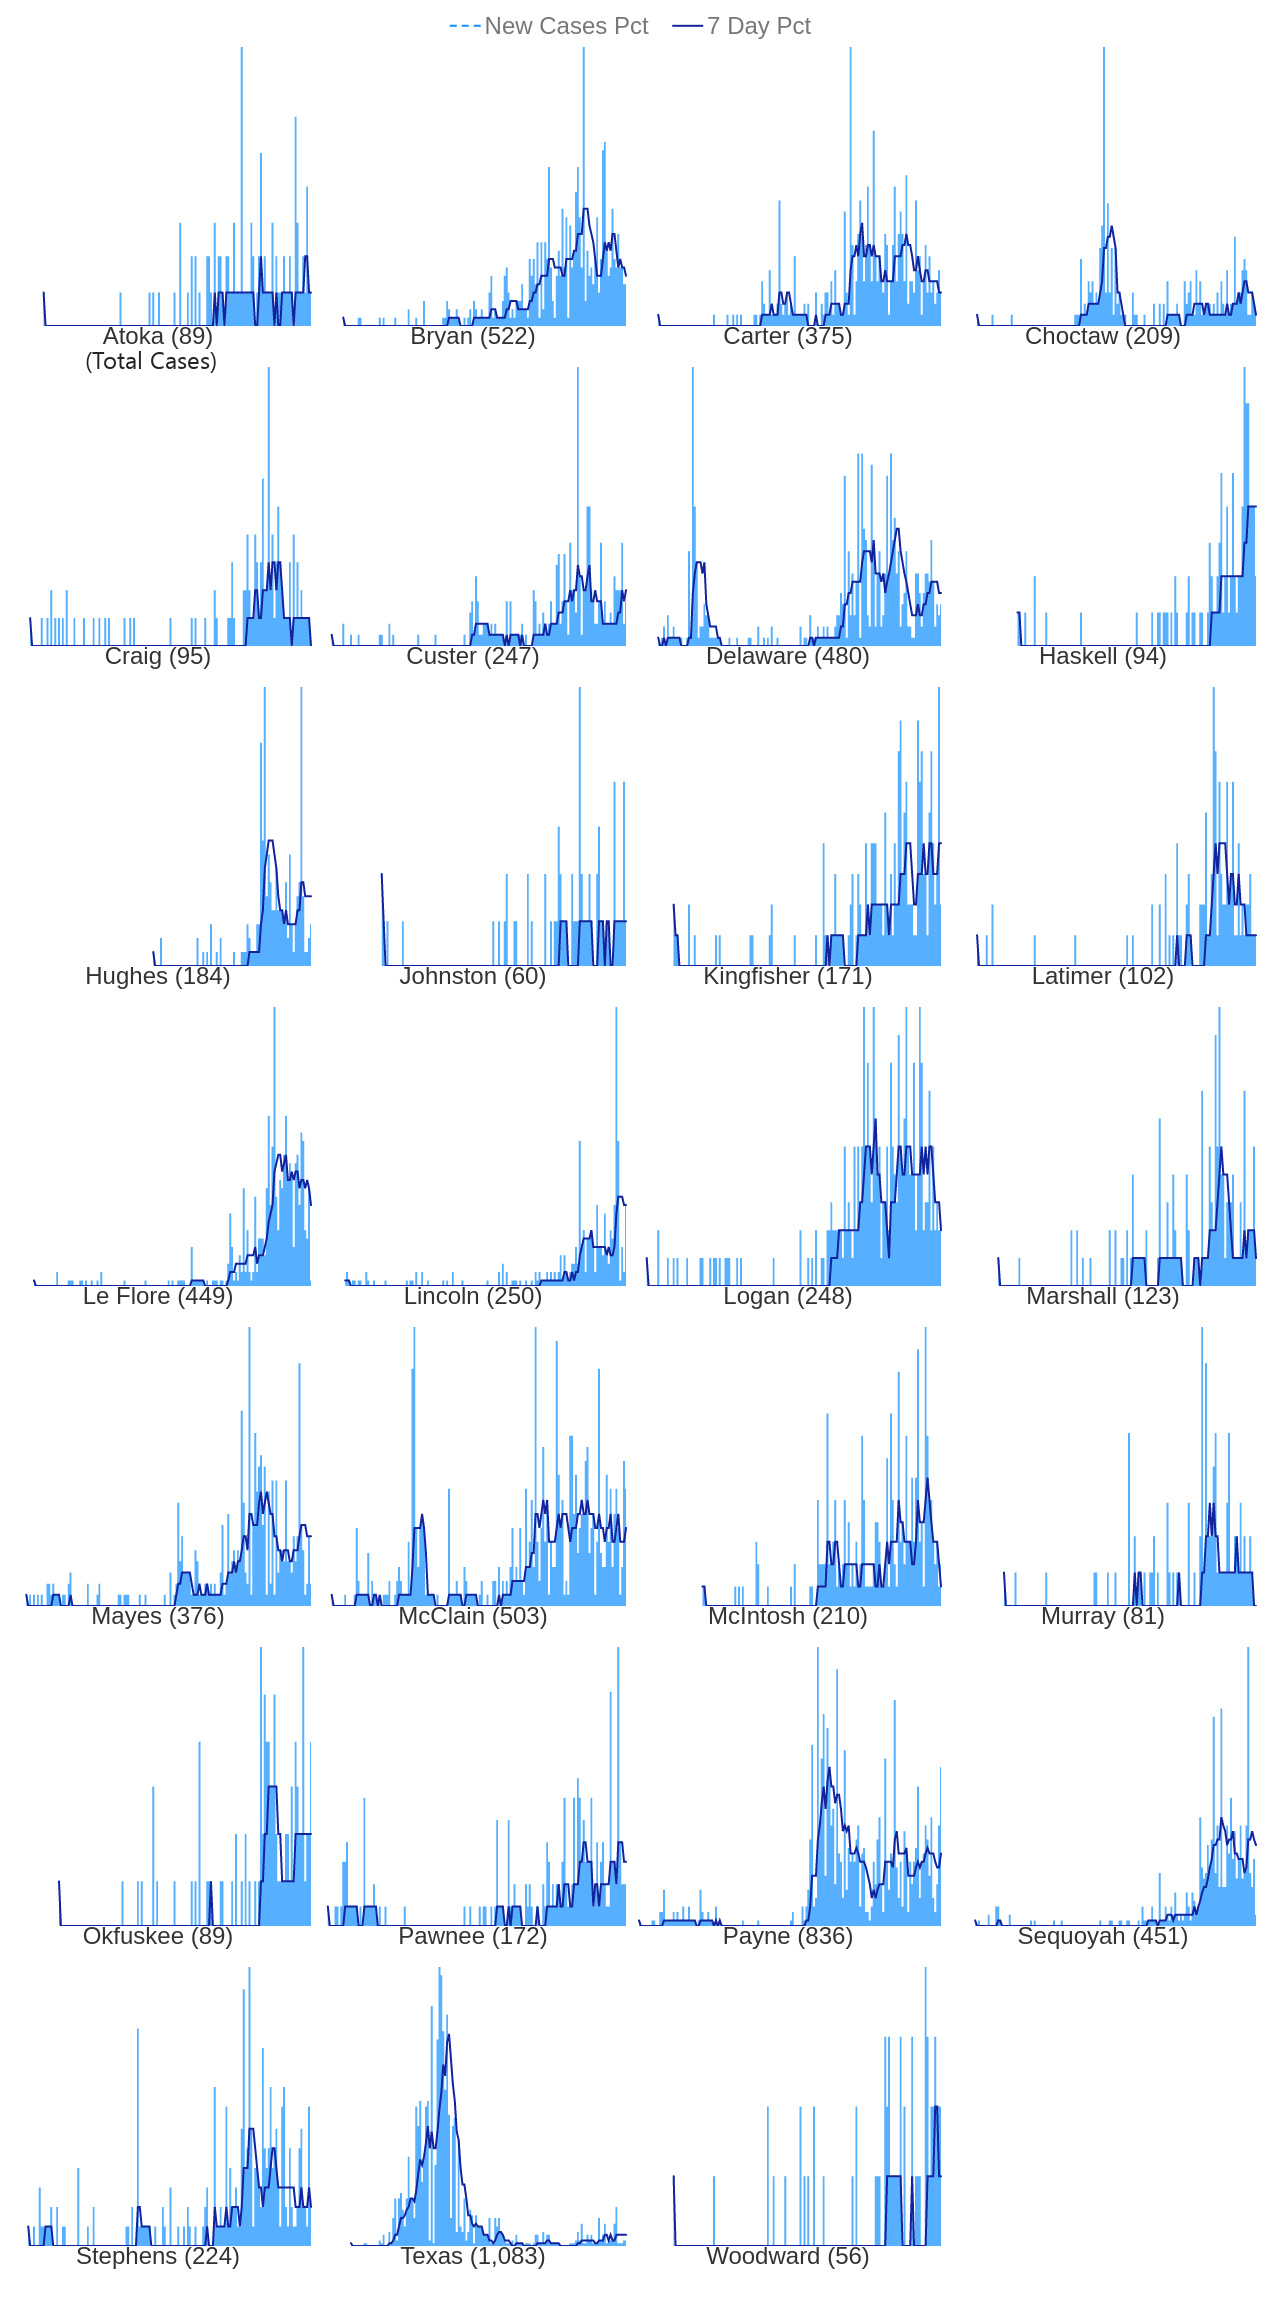 New Cases Pct 7 Day Pct
Atoka (89) Bryan (522) Carter (375) Choctaw (209)
(Total Cases)
Craig (95) Custer (247) Delaware (480) Haskell (94)
Hughes (184) Johnston (60) Kingfisher (171) Latimer (102)
Le Flore (449) Lincoln (250) Logan (248) Marshall (123)
Mayes (376) McClain (503) McIntosh (210) Murray (81)
Okfuskee (89) Pawnee (172) Payne (836) Sequoyah (451)
Stephens (224) Texas (1,083) Woodward (56)